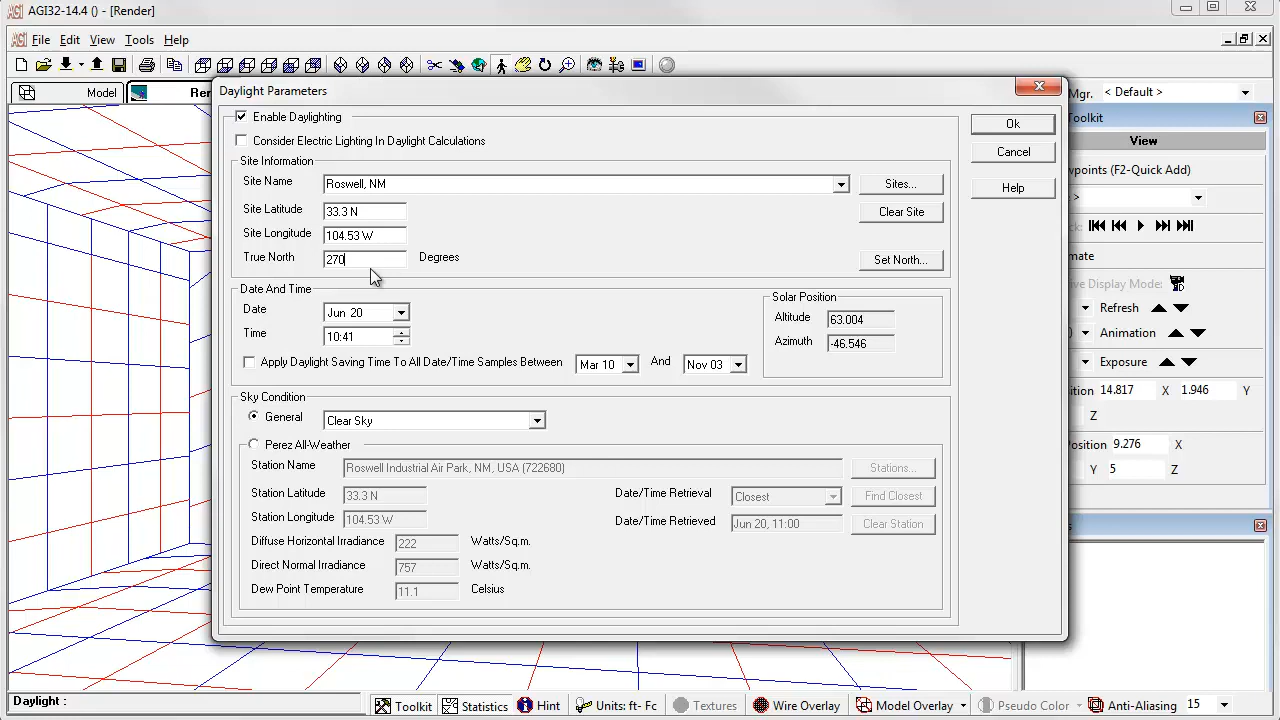 AGI32-14.4 () - [Render]
File Edit View Tools Help
Model
Mgr. < Default >
Daylight Parameters
Enable Daylighting
Consider Electric Lighting In Daylight Calculations
Site Information
Site Name Roswell, NM Sites...
Site Latitude 33.3 N Clear Site
Site Longitude 104.53 W
True North 270 Degrees Set North...
Date And Time
Date Jun 20
Time 10:41
Apply Daylight Saving Time To All Date/Time Samples Between Mar 10 And Nov 03
Solar Position
Altitude 63.004
Azimuth -46.546
Sky Condition
General Clear Sky
Perez All-Weather
Station Name Roswell Industrial Air Park, NM, USA (722680) Stations...
Station Latitude 33.3 N Date/Time Retrieval Closest Find Closest
Station Longitude 104.53 W Date/Time Retrieved Jun 20, 11:00 Clear Station
Diffuse Horizontal Irradiance 222 Watts/Sq.m.
Direct Normal Irradiance 757 Watts/Sq.m.
Dew Point Temperature 11.1 Celsius
Ok
Cancel
Help
Toolkit
View
(F2-Quick Add)
Refresh
Animation
Exposure
14.817 X 1.946 Y
Z
9.276 X
Y 5 Z
Daylight :
Toolkit Statistics Hint Units: ft- Fc Textures Wire Overlay Model Overlay Pseudo Color Anti-Aliasing 15